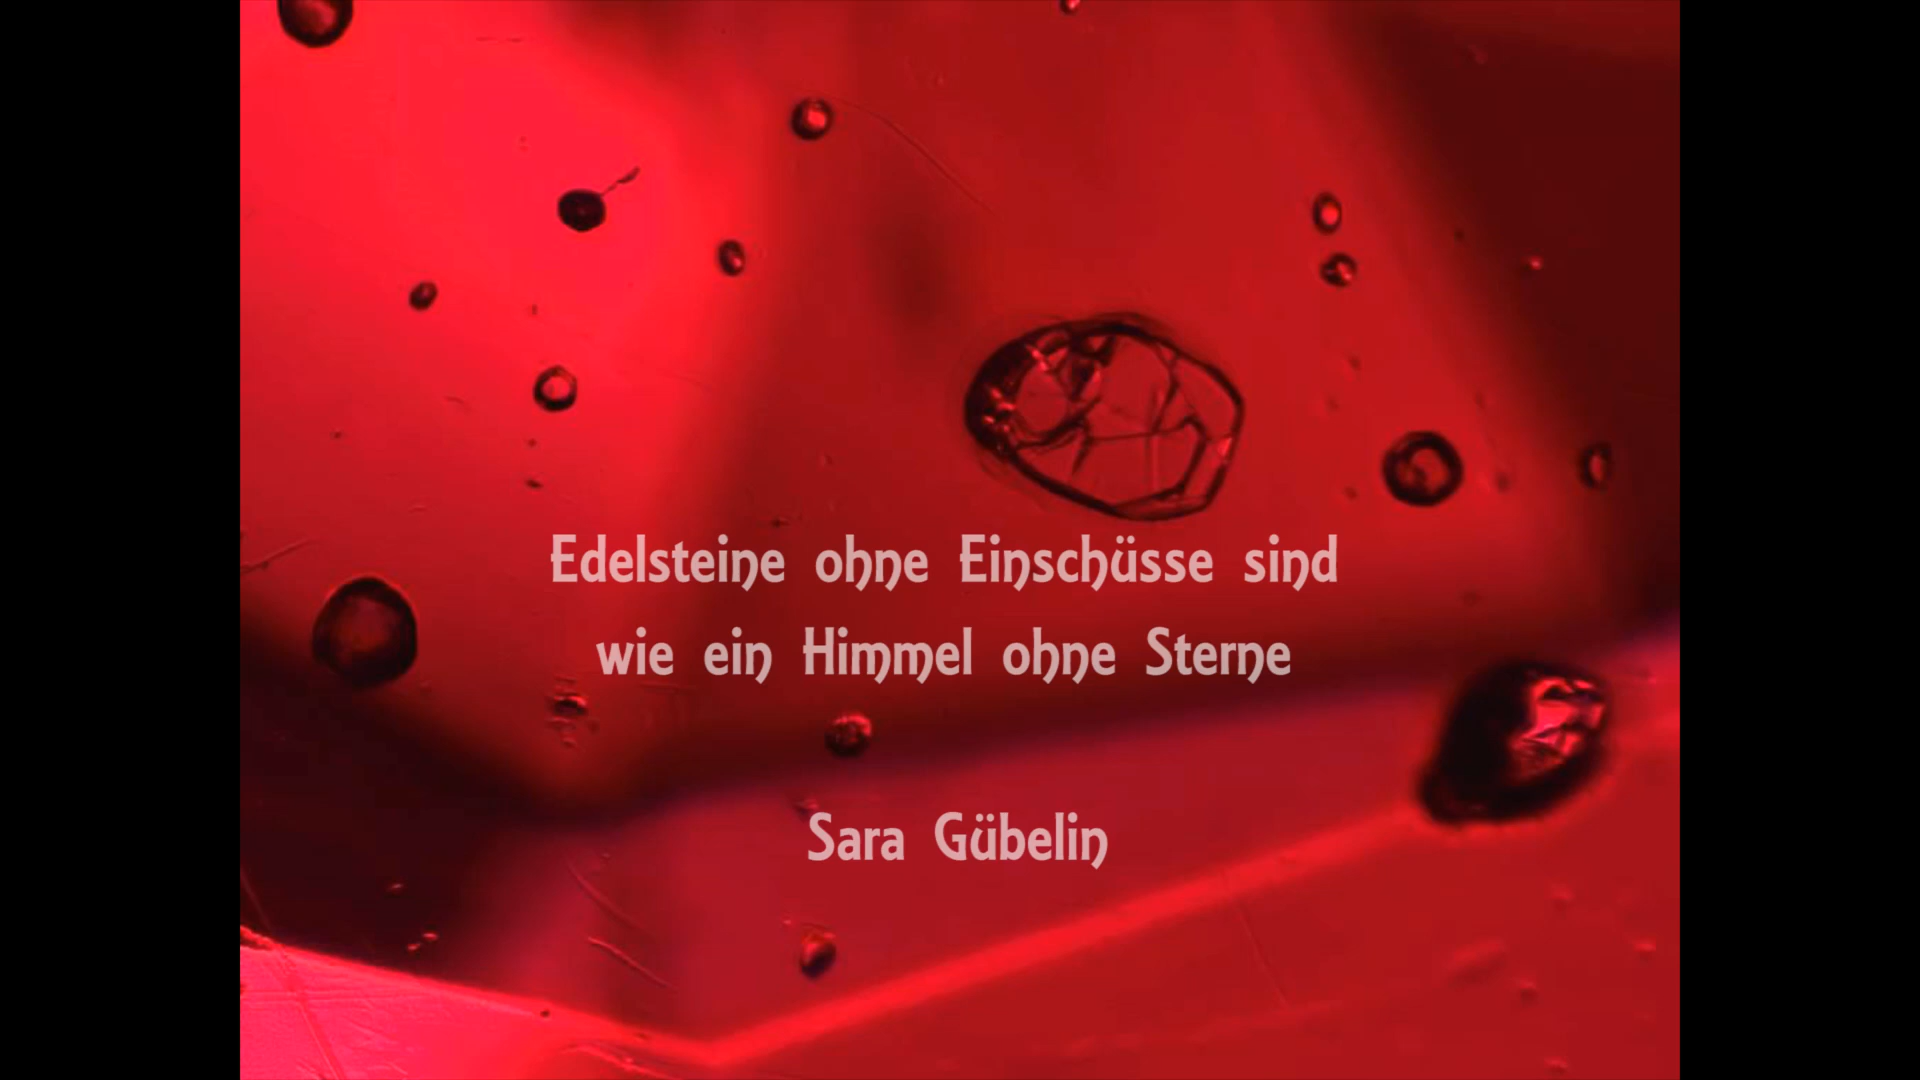 Edelsteine ohne Einschüsse sind
wie ein Himmel ohne Sterne
Sara Gübelin